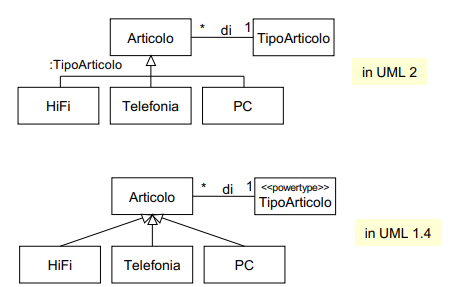 Articolo * di 1 TipoArticolo
:TipoArticolo
in UML 2
HiFi Telefonia PC
Articolo * di 1 <<powertype>>
TipoArticolo
in UML 1.4
HiFi Telefonia PC